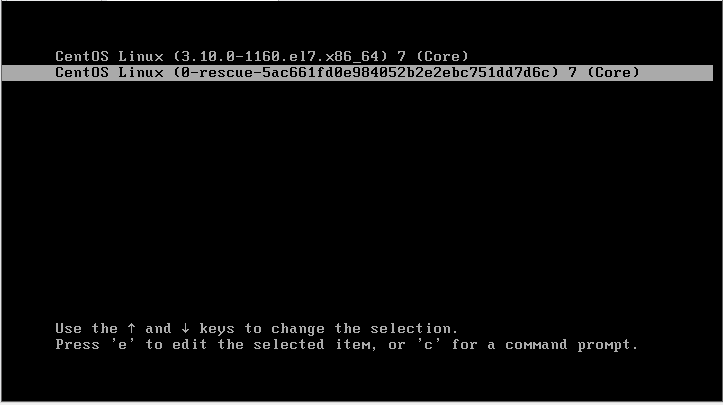 CentOS Linux (3.10.0-1160.el7.x86_64) 7 (Core)
CentOS Linux (0-rescue-5ac661fd0e984052b2e2ebc751dd7d6c) 7 (Core)
Use the ↑ and ↓ keys to change the selection.
Press 'e' to edit the selected item, or 'c' for a command prompt.